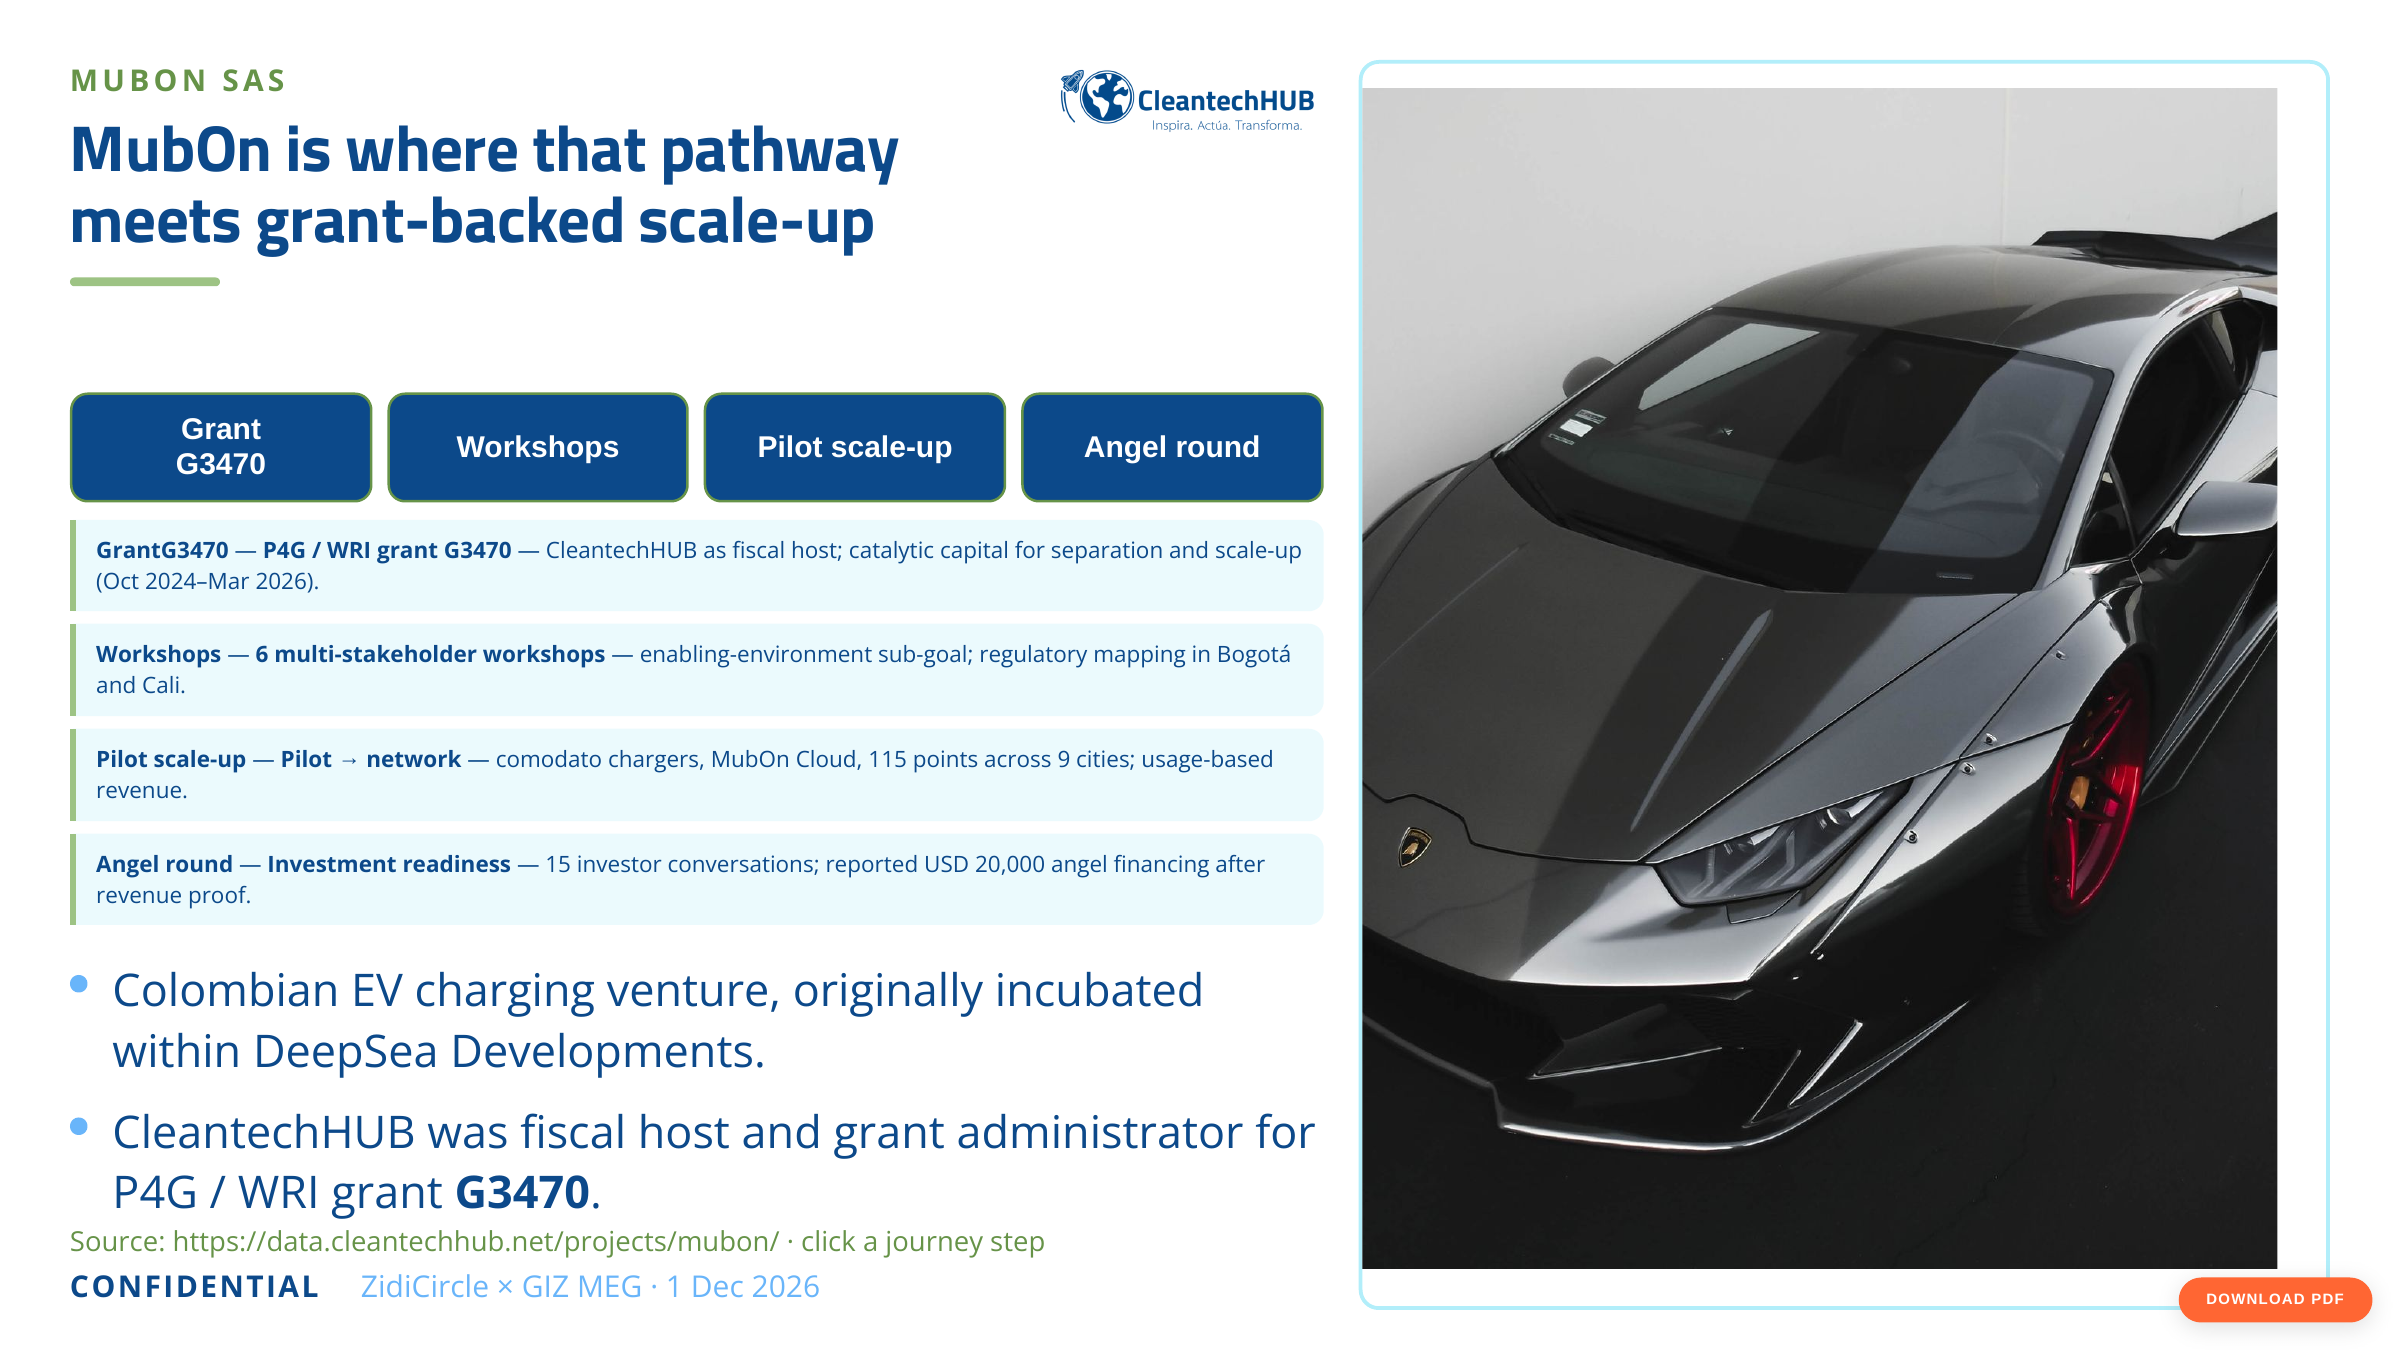 MUBON SAS
MubOn is where that pathway
meets grant-backed scale-up
CleantechHUB
Inspira. Actúa. Transforma.
Grant
G3470
Workshops
Pilot scale-up
Angel round
GrantG3470 — P4G / WRI grant G3470 — CleantechHUB as fiscal host; catalytic capital for separation and scale-up
(Oct 2024–Mar 2026).
Workshops — 6 multi-stakeholder workshops — enabling-environment sub-goal; regulatory mapping in Bogotá
and Cali.
Pilot scale-up — Pilot → network — comodato chargers, MubOn Cloud, 115 points across 9 cities; usage-based
revenue.
Angel round — Investment readiness — 15 investor conversations; reported USD 20,000 angel financing after
revenue proof.
Colombian EV charging venture, originally incubated
within DeepSea Developments.
CleantechHUB was fiscal host and grant administrator for
P4G / WRI grant G3470.
Source: https://data.cleantechhub.net/projects/mubon/ · click a journey step
CONFIDENTIAL ZidiCircle × GIZ MEG · 1 Dec 2026
DOWNLOAD PDF